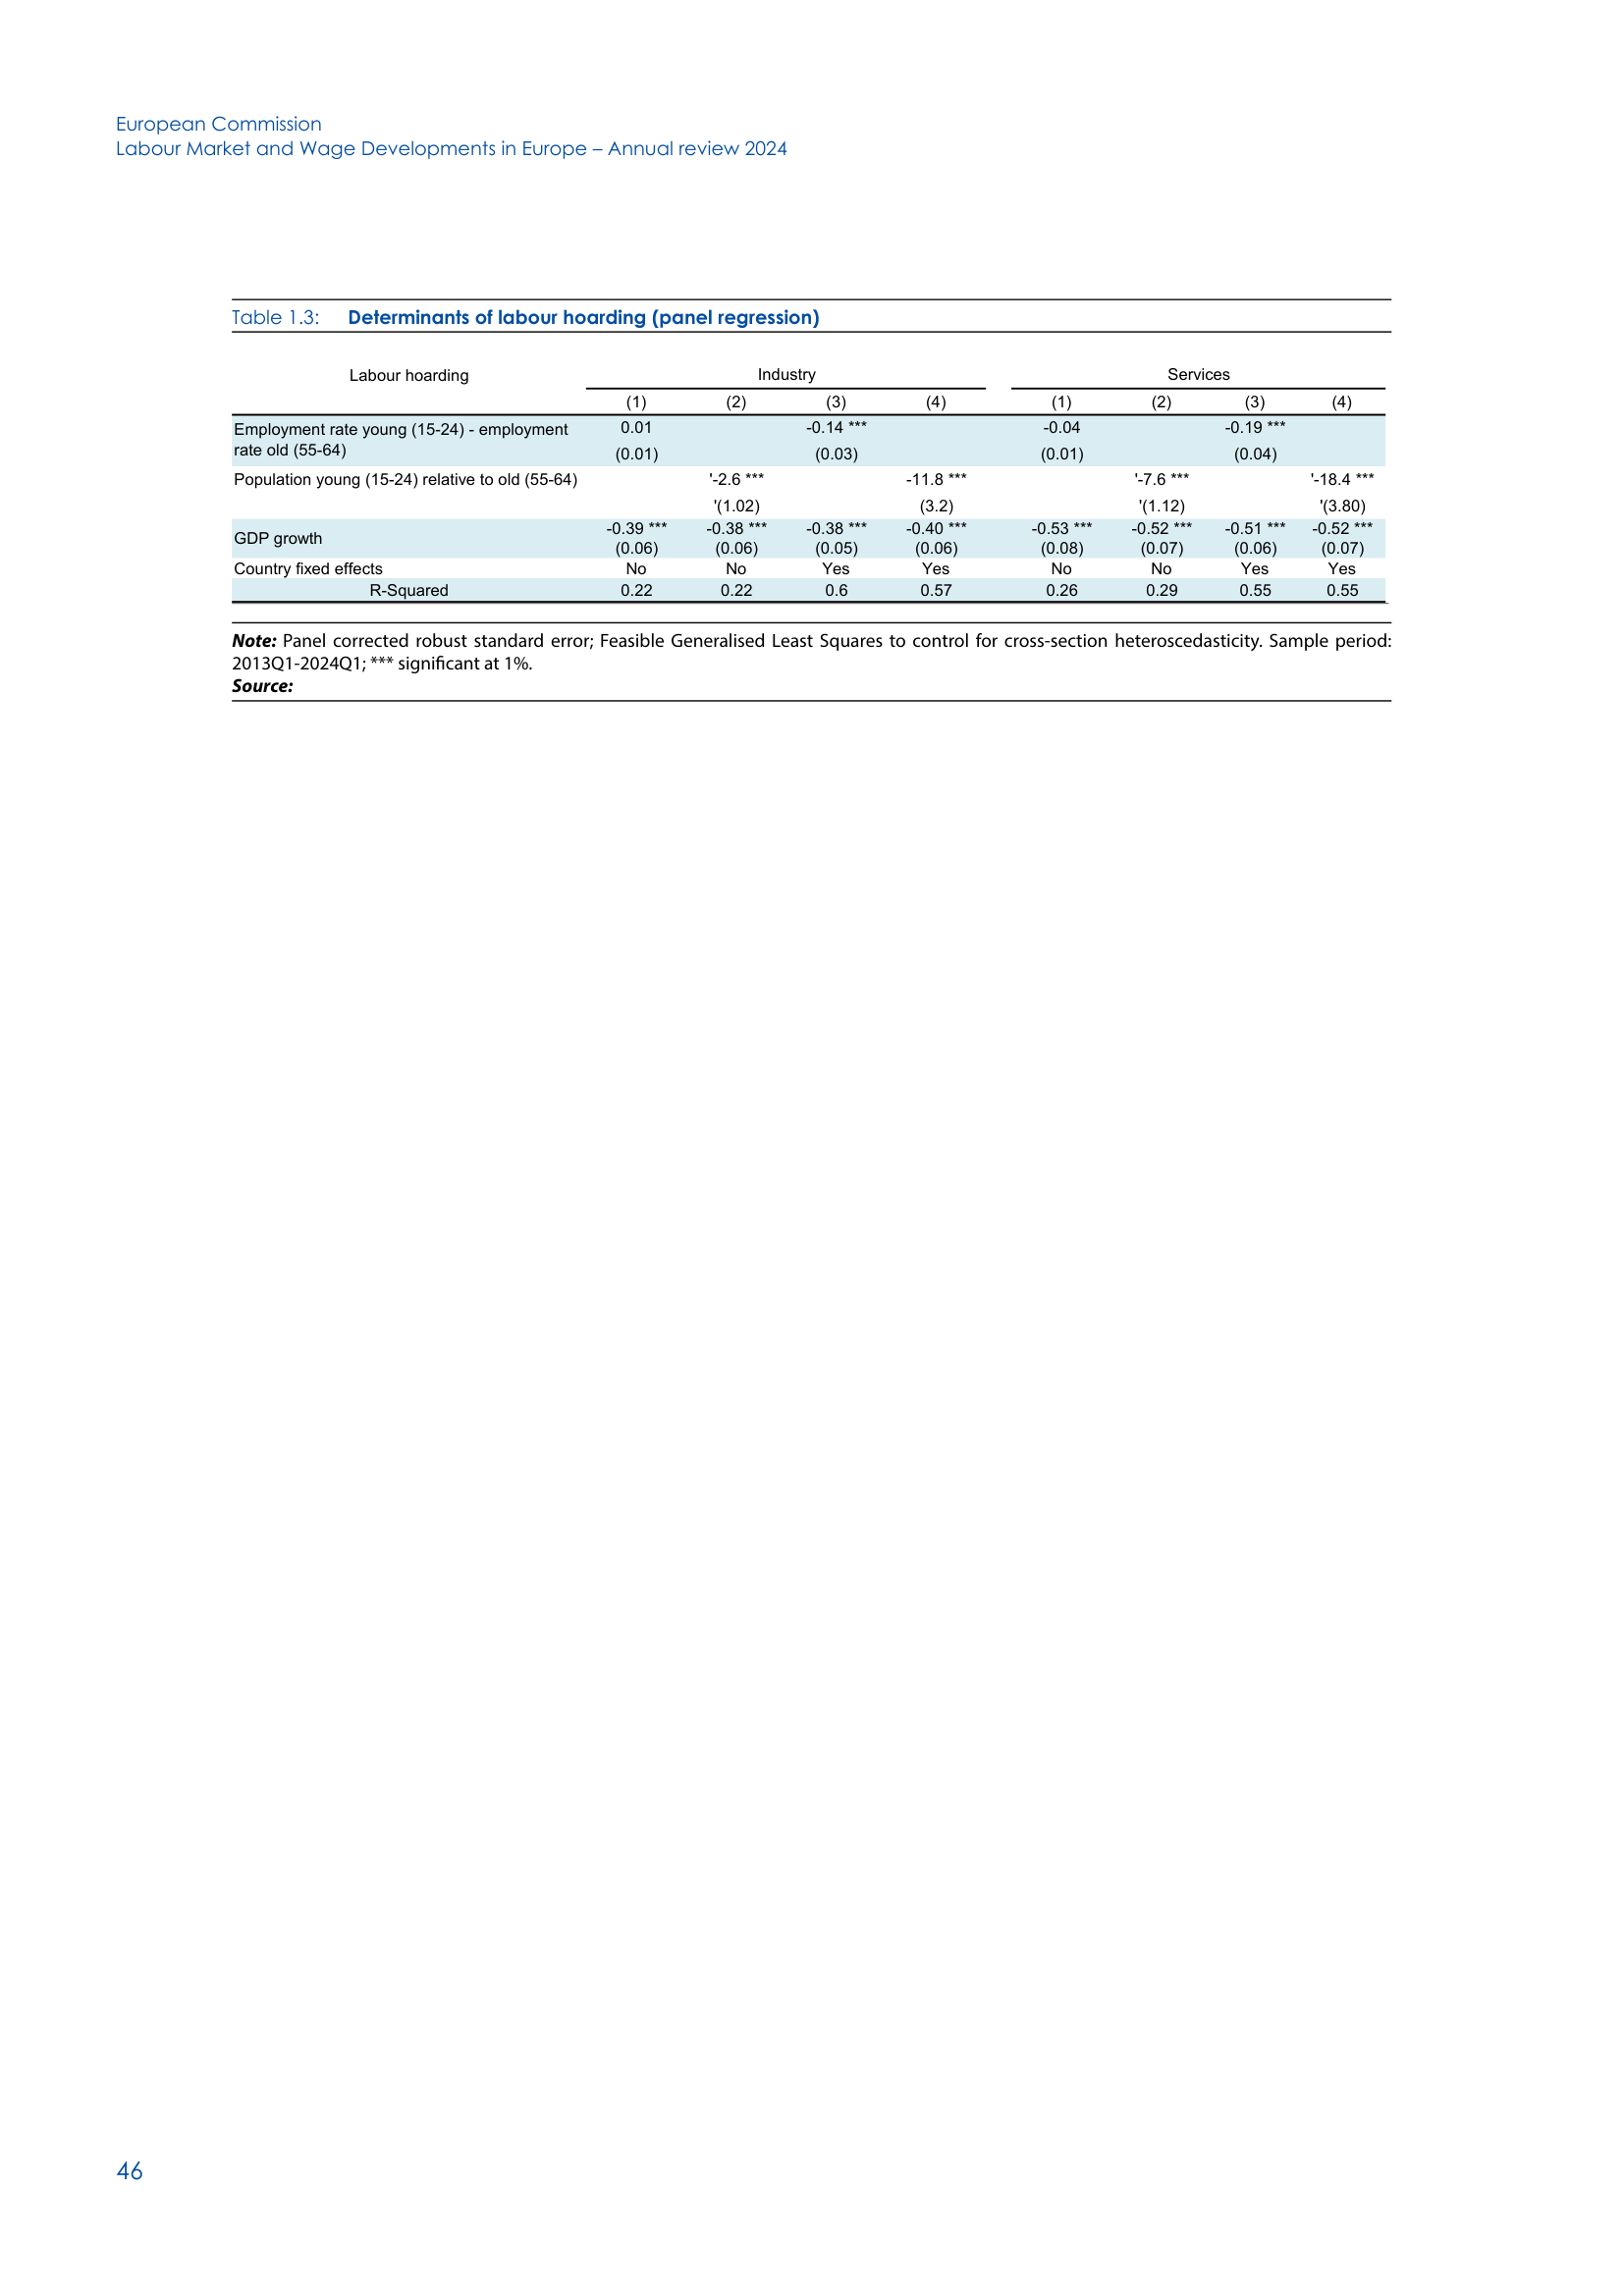 European Commission
Labour Market and Wage Developments in Europe – Annual review 2024
Table 1.3: Determinants of labour hoarding (panel regression)
Labour hoarding Industry Services
(1) (2) (3) (4) (1) (2) (3) (4)
Employment rate young (15-24) - employment rate old (55-64) 0.01 -0.14 *** -0.04 -0.19 ***
(0.01) (0.03) (0.01) (0.04)
Population young (15-24) relative to old (55-64) '-2.6 *** -11.8 *** '-7.6 *** '-18.4 ***
'(1.02) (3.2) '(1.12) '(3.80)
GDP growth -0.39 *** -0.38 *** -0.38 *** -0.40 *** -0.53 *** -0.52 *** -0.51 *** -0.52 ***
(0.06) (0.06) (0.05) (0.06) (0.08) (0.07) (0.06) (0.07)
Country fixed effects No No Yes Yes No No Yes Yes
R-Squared 0.22 0.22 0.6 0.57 0.26 0.29 0.55 0.55
Note: Panel corrected robust standard error; Feasible Generalised Least Squares to control for cross-section heteroscedasticity. Sample period:
2013Q1-2024Q1; *** significant at 1%.
Source:
46